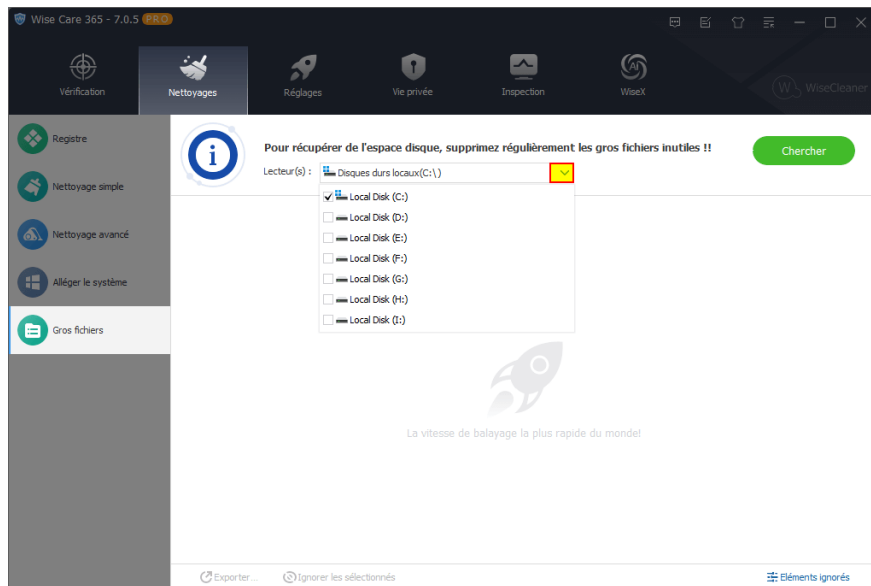 Wise Care 365 - 7.0.5 PRO
Vérification
Nettoyages
Réglages
Vie privée
Inspection
AI
WiseX
W
WiseCleaner
Registre
Nettoyage simple
Nettoyage avancé
Alléger le système
Gros fichiers
i
Pour récupérer de l'espace disque, supprimez régulièrement les gros fichiers inutiles !!
Chercher
Lecteur(s) : Disques durs locaux(C:\)
Local Disk (C:)
Local Disk (D:)
Local Disk (E:)
Local Disk (F:)
Local Disk (G:)
Local Disk (H:)
Local Disk (I:)
La vitesse de balayage la plus rapide du monde!
Exporter...
Ignorer les sélectionnés
Eléments ignorés